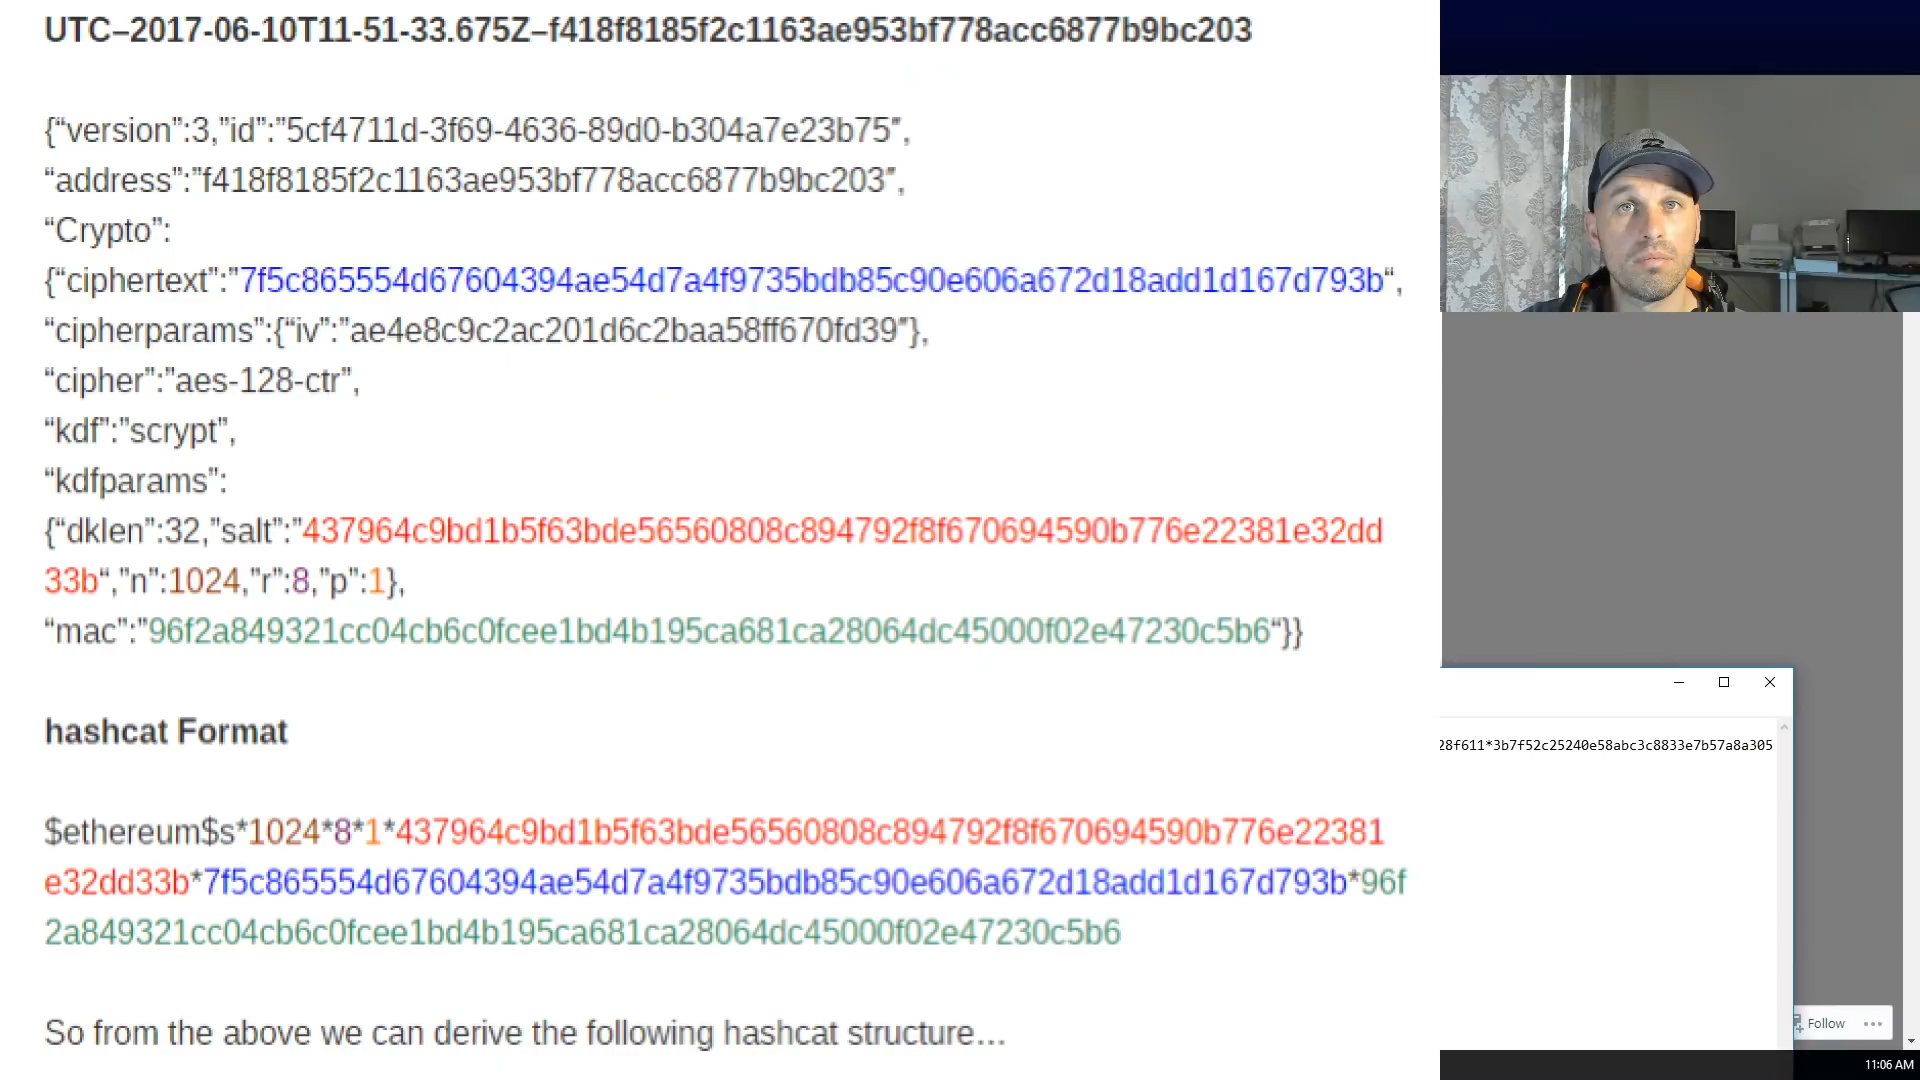 UTC–2017-06-10T11-51-33.675Z–f418f8185f2c1163ae953bf778acc6877b9bc203
{“version”:3,”id”:”5cf4711d-3f69-4636-89d0-b304a7e23b75″,
“address”:”f418f8185f2c1163ae953bf778acc6877b9bc203″,
“Crypto”:
{“ciphertext”:”7f5c865554d67604394ae54d7a4f9735bdb85c90e606a672d18add1d167d793b“,
“cipherparams”:{“iv”:”ae4e8c9c2ac201d6c2baa58ff670fd39″},
“cipher”:”aes-128-ctr”,
“kdf”:”scrypt”,
“kdfparams”:
{“dklen”:32,”salt”:”437964c9bd1b5f63bde56560808c894792f8f670694590b776e22381e32dd
33b“,”n”:1024,”r”:8,”p”:1},
“mac”:”96f2a849321cc04cb6c0fcee1bd4b195ca681ca28064dc45000f02e47230c5b6“}}
hashcat Format
$ethereum$s*1024*8*1*437964c9bd1b5f63bde56560808c894792f8f670694590b776e22381
e32dd33b*7f5c865554d67604394ae54d7a4f9735bdb85c90e606a672d18add1d167d793b*96f
2a849321cc04cb6c0fcee1bd4b195ca681ca28064dc45000f02e47230c5b6
So from the above we can derive the following hashcat structure…
28f611*3b7f52c25240e58abc3c8833e7b57a8a305
Follow
11:06 AM